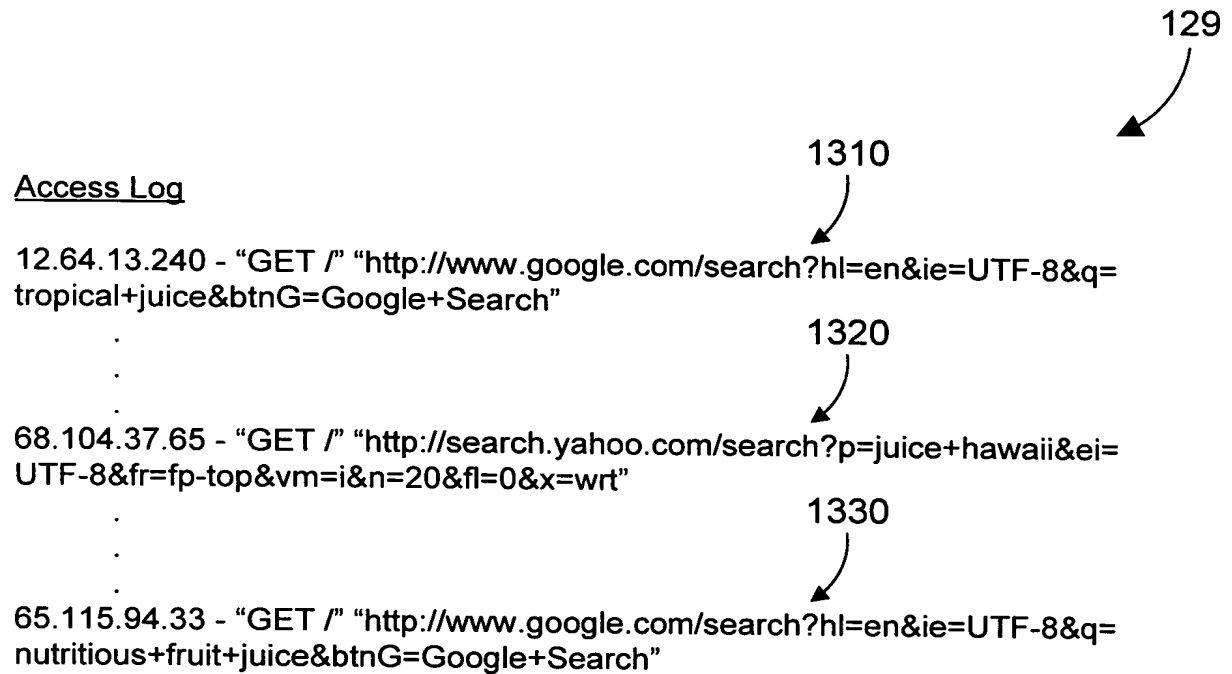 129
1310
Access Log
12.64.13.240 - “GET /” “http://www.google.com/search?hl=en&ie=UTF-8&q=
tropical+juice&btnG=Google+Search”
.
.
.
1320
68.104.37.65 - “GET /” “http://search.yahoo.com/search?p=juice+hawaii&ei=
UTF-8&fr=fp-top&vm=i&n=20&fl=0&x=wrt”
.
.
.
1330
65.115.94.33 - “GET /” “http://www.google.com/search?hl=en&ie=UTF-8&q=
nutritious+fruit+juice&btnG=Google+Search”